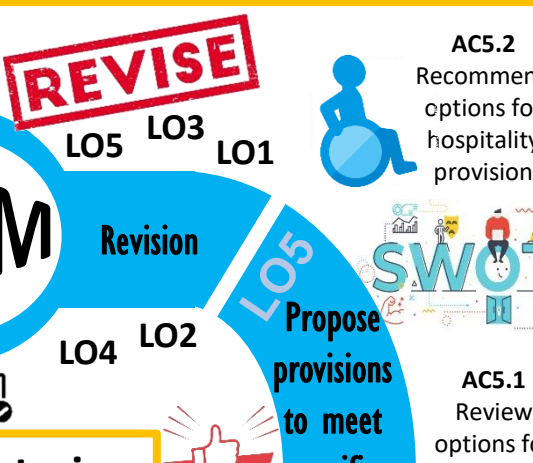 REVISE
AC5.2
Recommen
options fo
hospitality
provision
LO5 LO3 LO1
M
Revision
LO5
SWOT
Propose
provisions
to meet
LO4 LO2
AC5.1
Review
options fo